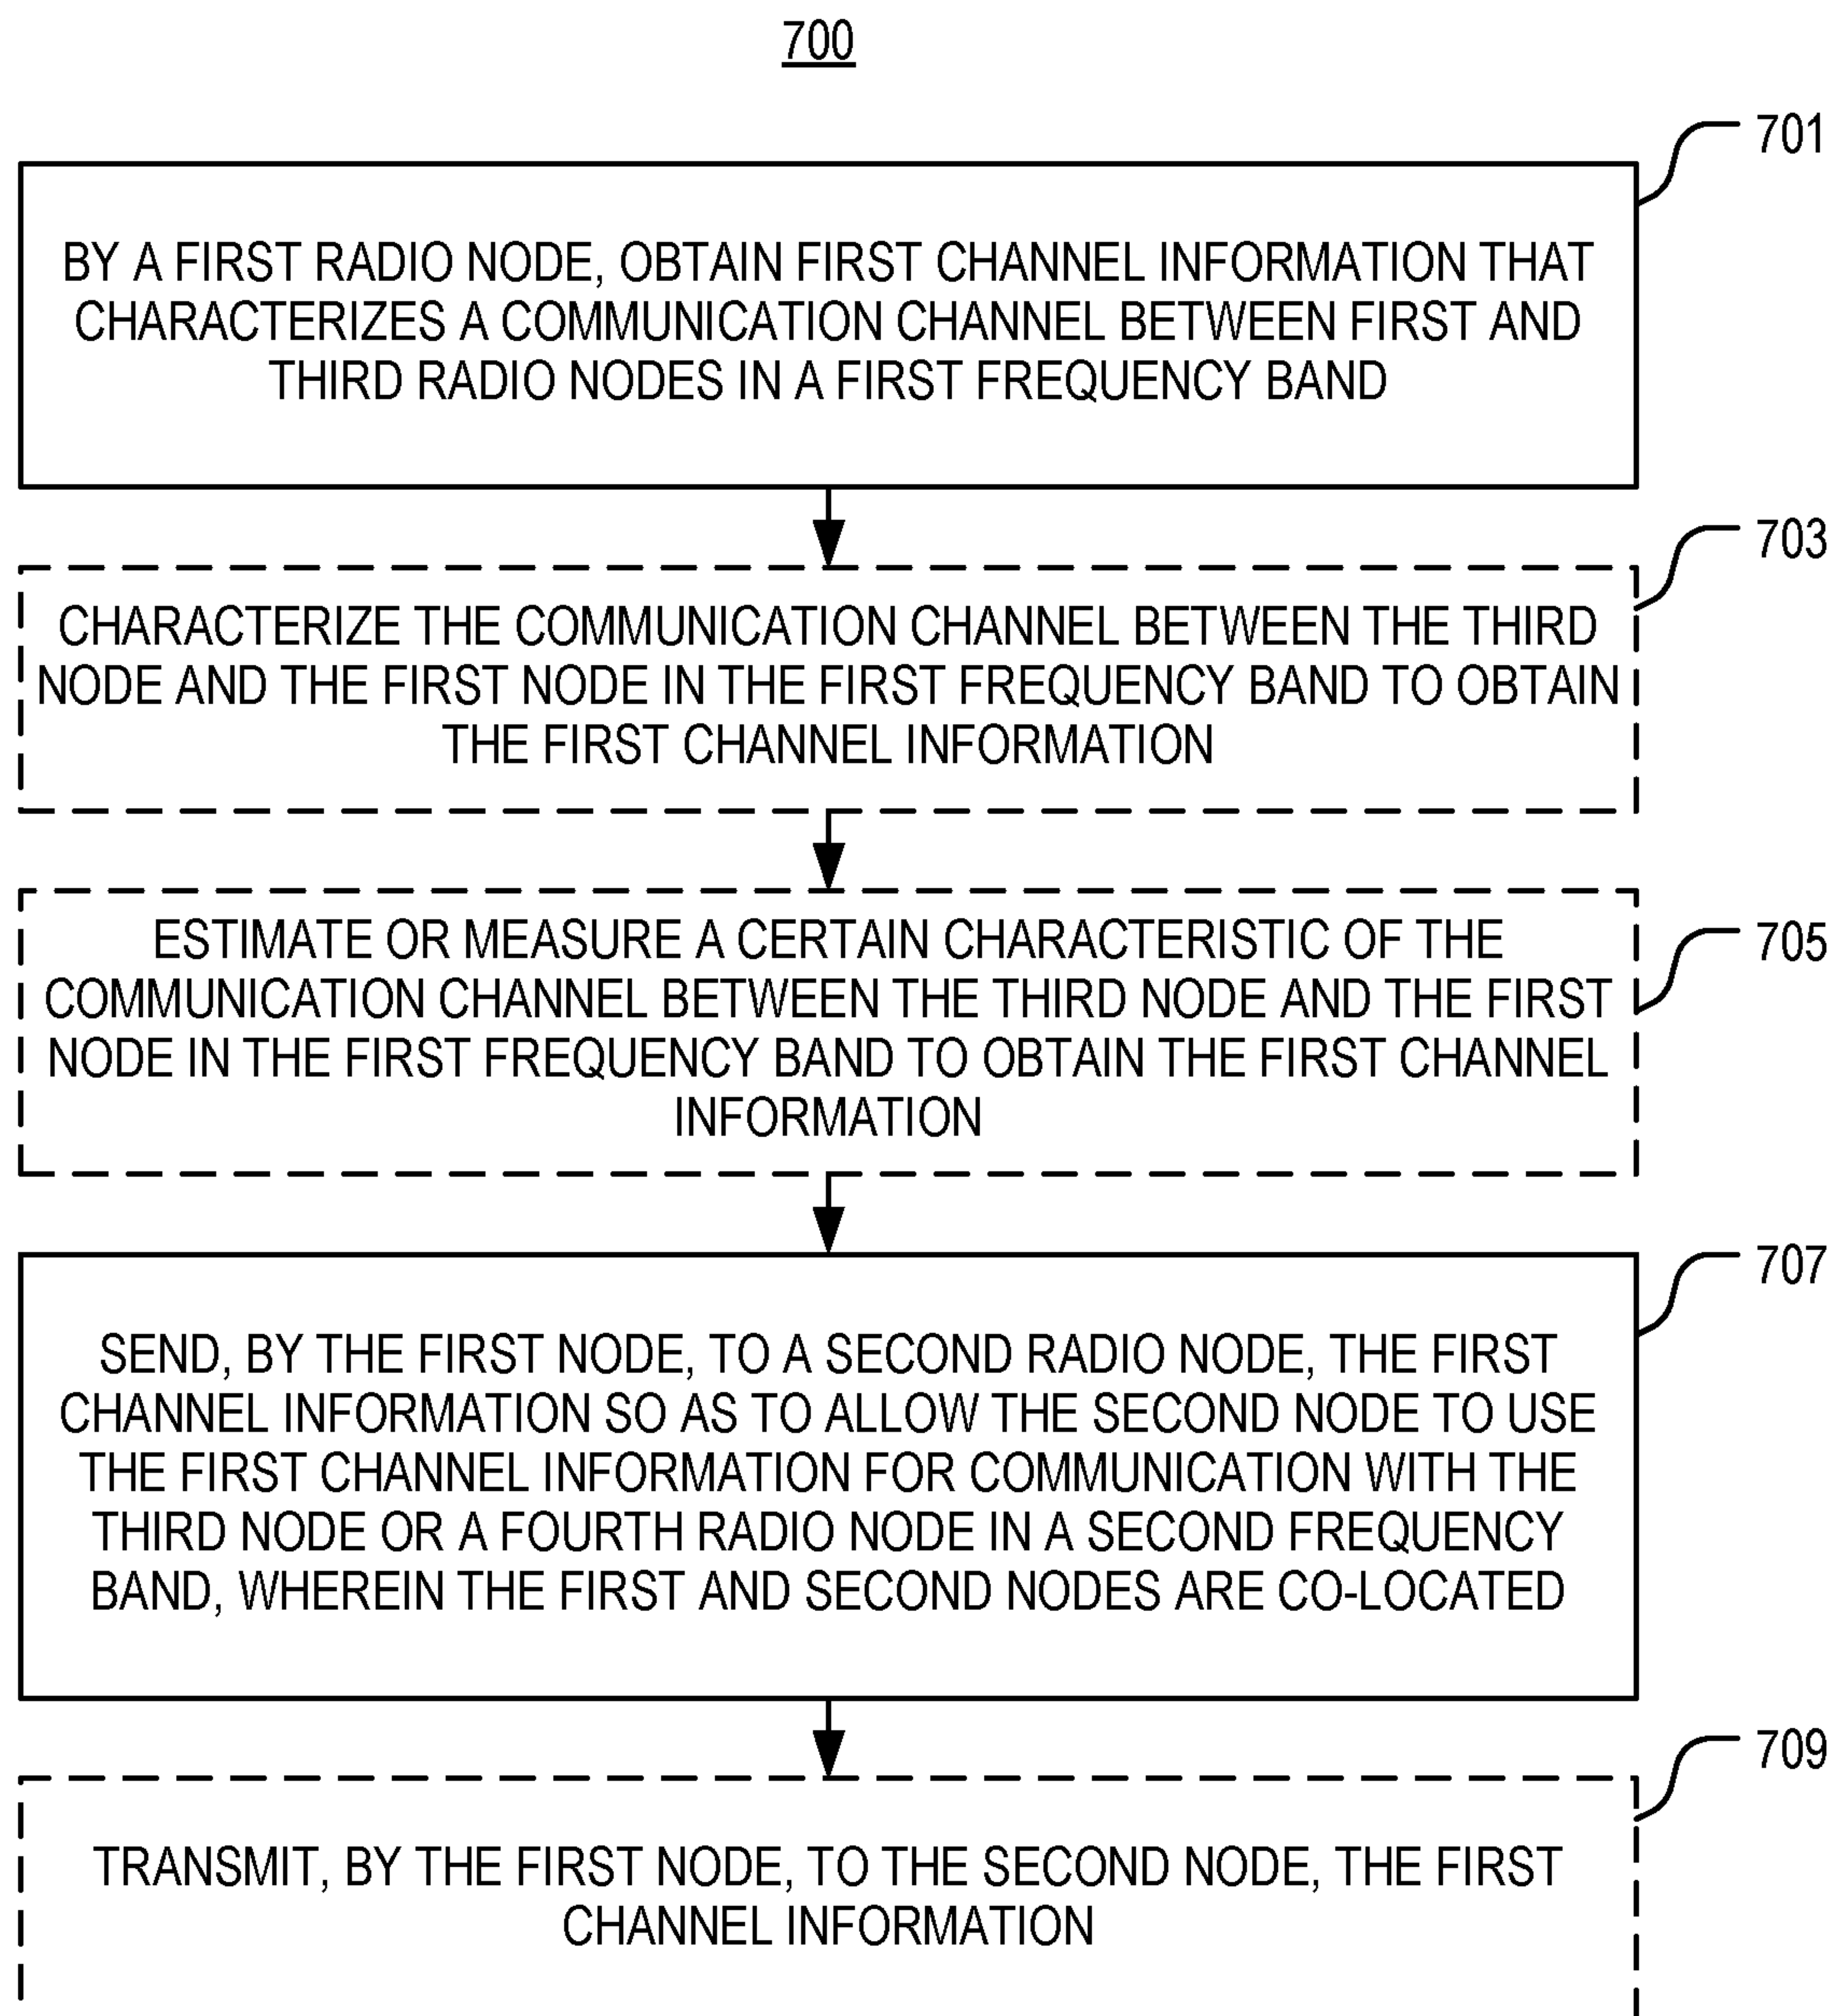 700
701
BY A FIRST RADIO NODE, OBTAIN FIRST CHANNEL INFORMATION THAT
CHARACTERIZES A COMMUNICATION CHANNEL BETWEEN FIRST AND
THIRD RADIO NODES IN A FIRST FREQUENCY BAND
703
CHARACTERIZE THE COMMUNICATION CHANNEL BETWEEN THE THIRD
NODE AND THE FIRST NODE IN THE FIRST FREQUENCY BAND TO OBTAIN
THE FIRST CHANNEL INFORMATION
705
ESTIMATE OR MEASURE A CERTAIN CHARACTERISTIC OF THE
COMMUNICATION CHANNEL BETWEEN THE THIRD NODE AND THE FIRST
NODE IN THE FIRST FREQUENCY BAND TO OBTAIN THE FIRST CHANNEL
INFORMATION
707
SEND, BY THE FIRST NODE, TO A SECOND RADIO NODE, THE FIRST
CHANNEL INFORMATION SO AS TO ALLOW THE SECOND NODE TO USE
THE FIRST CHANNEL INFORMATION FOR COMMUNICATION WITH THE
THIRD NODE OR A FOURTH RADIO NODE IN A SECOND FREQUENCY
BAND, WHEREIN THE FIRST AND SECOND NODES ARE CO-LOCATED
709
TRANSMIT, BY THE FIRST NODE, TO THE SECOND NODE, THE FIRST
CHANNEL INFORMATION